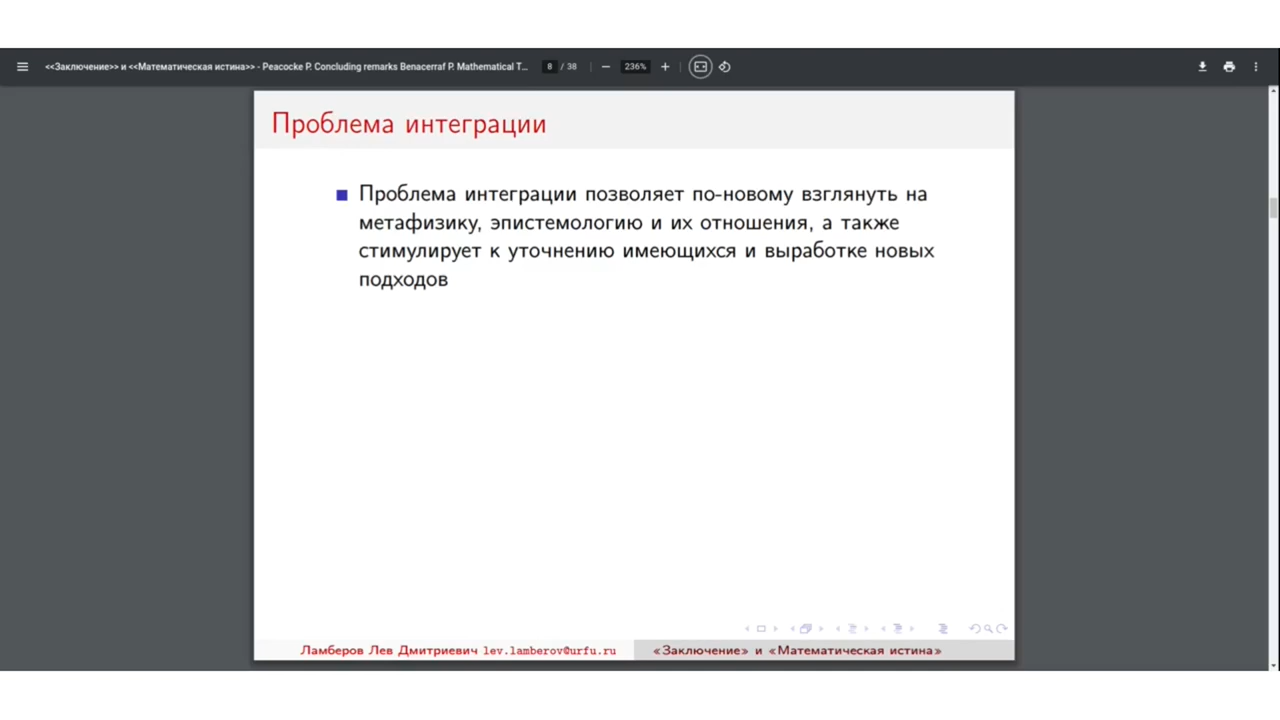 <<Заключение>> и <<Математическая истина>> - Peacocke P. Concluding remarks Benacerraf P. Mathematical T... 8 / 38 236%
Проблема интеграции
Проблема интеграции позволяет по-новому взглянуть на
метафизику, эпистемологию и их отношения, а также
стимулирует к уточнению имеющихся и выработке новых
подходов
Ламберов Лев Дмитриевич lev.lamberov@urfu.ru «Заключение» и «Математическая истина»